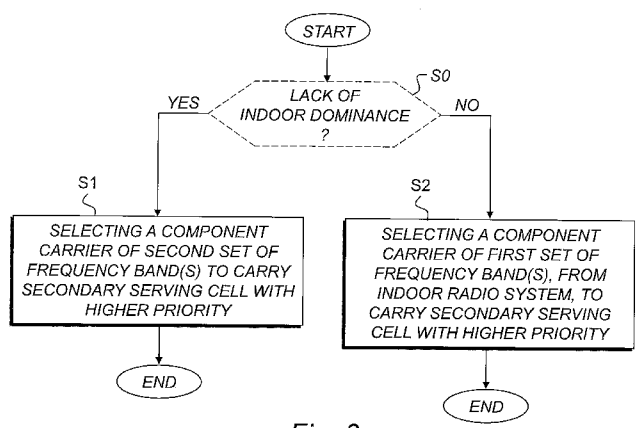 START
S0
LACK OF
INDOOR DOMINANCE
?
YES
NO
S1
SELECTING A COMPONENT
CARRIER OF SECOND SET OF
FREQUENCY BAND(S) TO CARRY
SECONDARY SERVING CELL WITH
HIGHER PRIORITY
S2
SELECTING A COMPONENT
CARRIER OF FIRST SET OF
FREQUENCY BAND(S), FROM
INDOOR RADIO SYSTEM, TO
CARRY SECONDARY SERVING
CELL WITH HIGHER PRIORITY
END
END